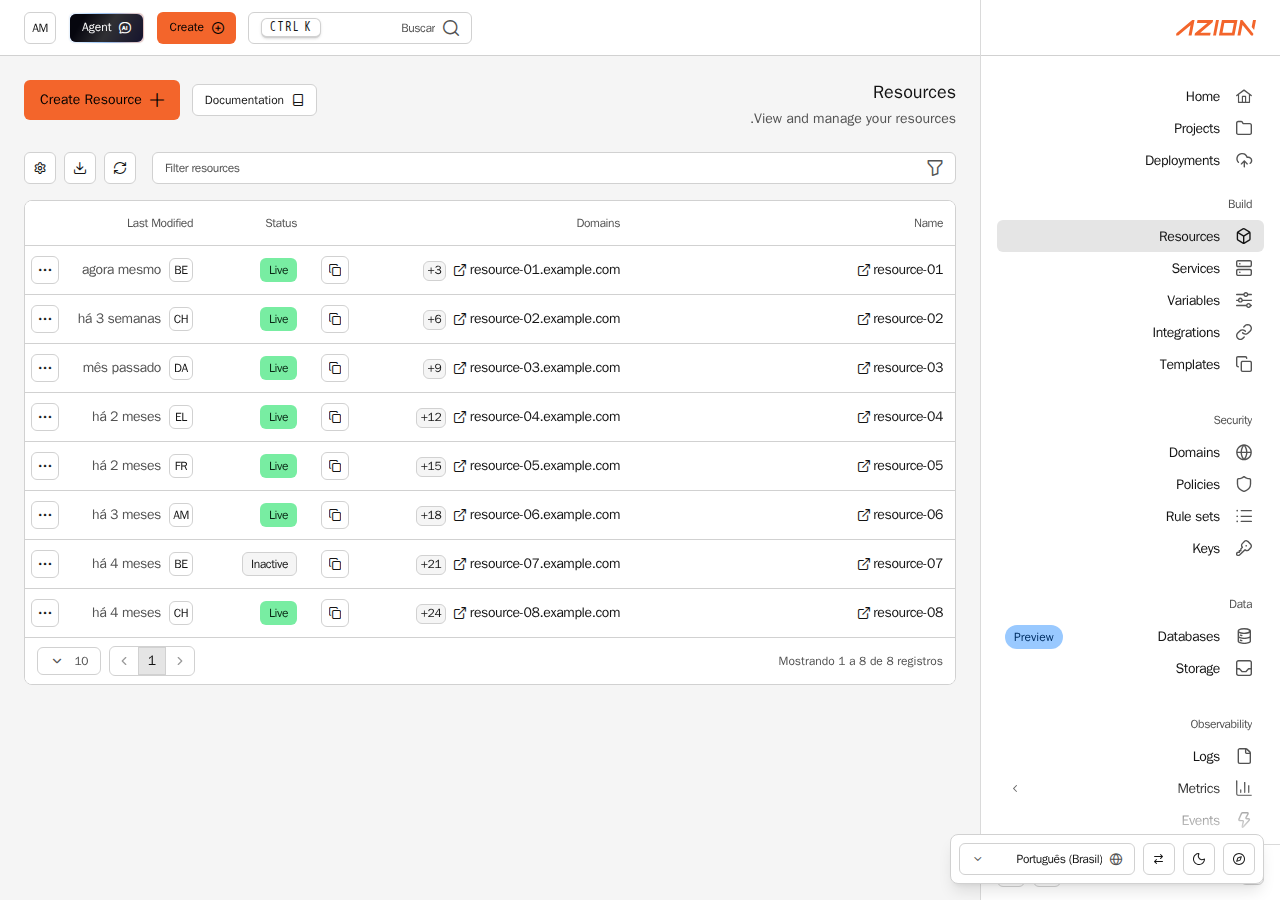 AZION
Buscar
CTRL K
Create
Agent
AM
Home
Projects
Deployments
Build
Resources
Services
Variables
Integrations
Templates
Security
Domains
Policies
Rule sets
Keys
Data
Databases Preview
Storage
Observability
Logs
Metrics
Events
Resources
.View and manage your resources
Documentation
Create Resource
Filter resources
Name Domains Status Last Modified
resource-01 resource-01.example.com +3 Live BE agora mesmo
resource-02 resource-02.example.com +6 Live CH há 3 semanas
resource-03 resource-03.example.com +9 Live DA mês passado
resource-04 resource-04.example.com +12 Live EL há 2 meses
resource-05 resource-05.example.com +15 Live FR há 2 meses
resource-06 resource-06.example.com +18 Live AM há 3 meses
resource-07 resource-07.example.com +21 Inactive BE há 4 meses
resource-08 resource-08.example.com +24 Live CH há 4 meses
Mostrando 1 a 8 de 8 registros
1
10
Português (Brasil)